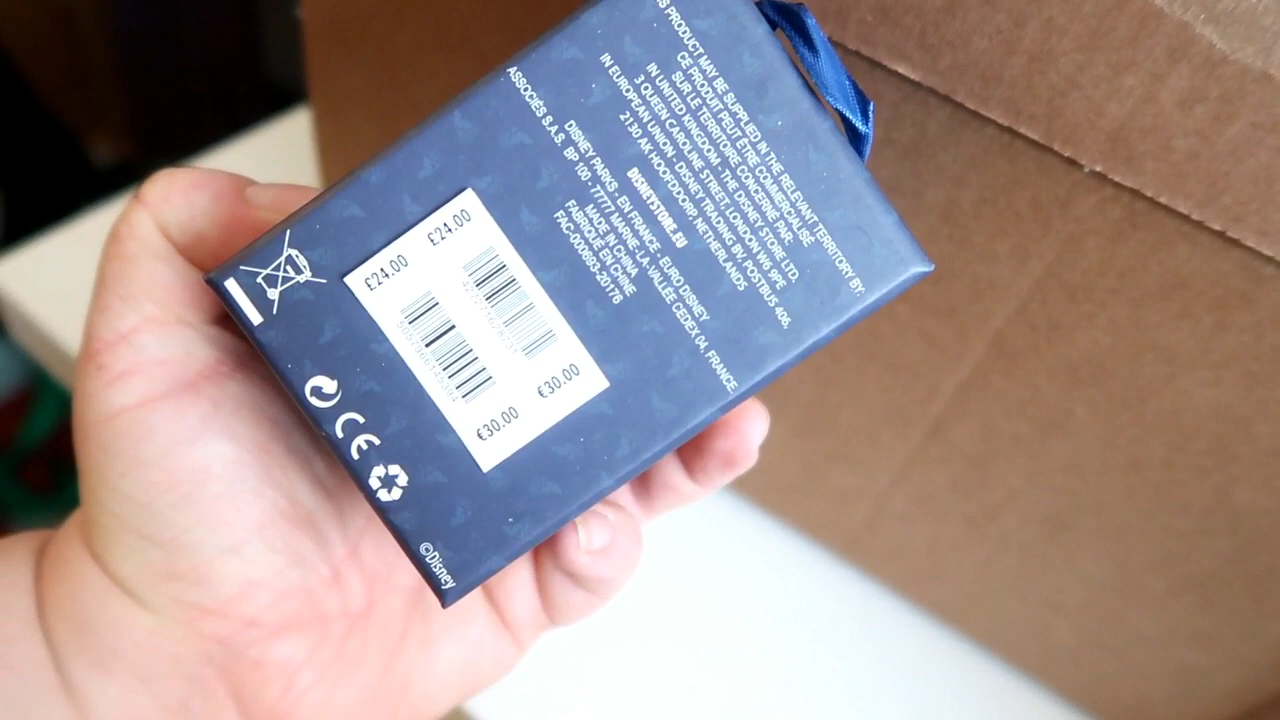 S PRODUCT MAY BE SUPPLIED IN THE RELEVANT TERRITORY BY:
CE PRODUIT PEUT ÊTRE COMMERCIALISÉ
SUR LE TERRITOIRE CONCERNÉ PAR:
IN UNITED KINGDOM - THE DISNEY STORE LTD.
3 QUEEN CAROLINE STREET, LONDON W6 9PE
IN EUROPEAN UNION - DISNEY TRADING BV, POSTBUS 406,
2130 AK HOOFDDORP, NETHERLANDS
DISNEYSTORE.EU
DISNEY PARKS - EN FRANCE, EURO DISNEY
ASSOCIÉS S.A.S. BP 100 - 77777 MARNE-LA-VALLÉE CEDEX 04, FRANCE.
MADE IN CHINA
FABRIQUÉ EN CHINE
FAC-000693-20176
£24.00 £24.00
€30.00 €30.00
CE
©Disney